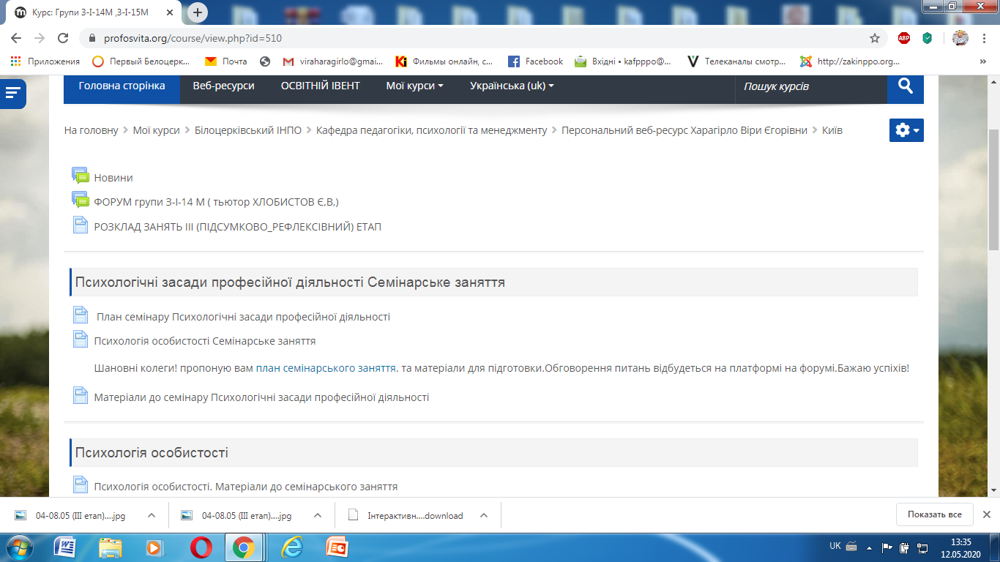 Курс: Групи З-І-14М ,З-І-15М
profosvita.org/course/view.php?id=510
ABP
Приложения
Первый Белоцерк...
Почта
viraharagirlo@gmai...
Фильмы онлайн, с...
Facebook
Вхідні • kafpppo@...
Телеканалы смотр...
http://zakinppo.org...
Головна сторінка
Веб-ресурси
ОСВІТНІЙ ІВЕНТ
Мої курси
Українська (uk)
Пошук курсів
На головну
Мої курси
Білоцерківський ІНПО
Кафедра педагогіки, психології та менеджменту
Персональний веб-ресурс Харагірло Віри Єгорівни
Київ
Новини
ФОРУМ групи З-І-14 М ( тьютор ХЛОБИСТОВ Є,В,)
РОЗКЛАД ЗАНЯТЬ ІІІ (ПІДСУМКОВО_РЕФЛЕКСІВНИЙ) ЕТАП
Психологічні засади професійної діяльності Семінарське заняття
План семінару Психологічні засади професійної діяльності
Психологія особистості Семінарське заняття
Шановні колеги! пропоную вам план семінарського заняття. та матеріали для підготовки.Обговорення питань відбудеться на платформі на форумі.Бажаю успіхів!
Матеріали до семінару Психологічні засади професійної діяльності
Психологія особистості
Психологія особистості. Матеріали до семінарського заняття
04-08.05 (ІІІ етап)....jpg
04-08.05 (ІІІ етап)....jpg
Інтерактивн....download
Показать все
UK
13:35
12.05.2020